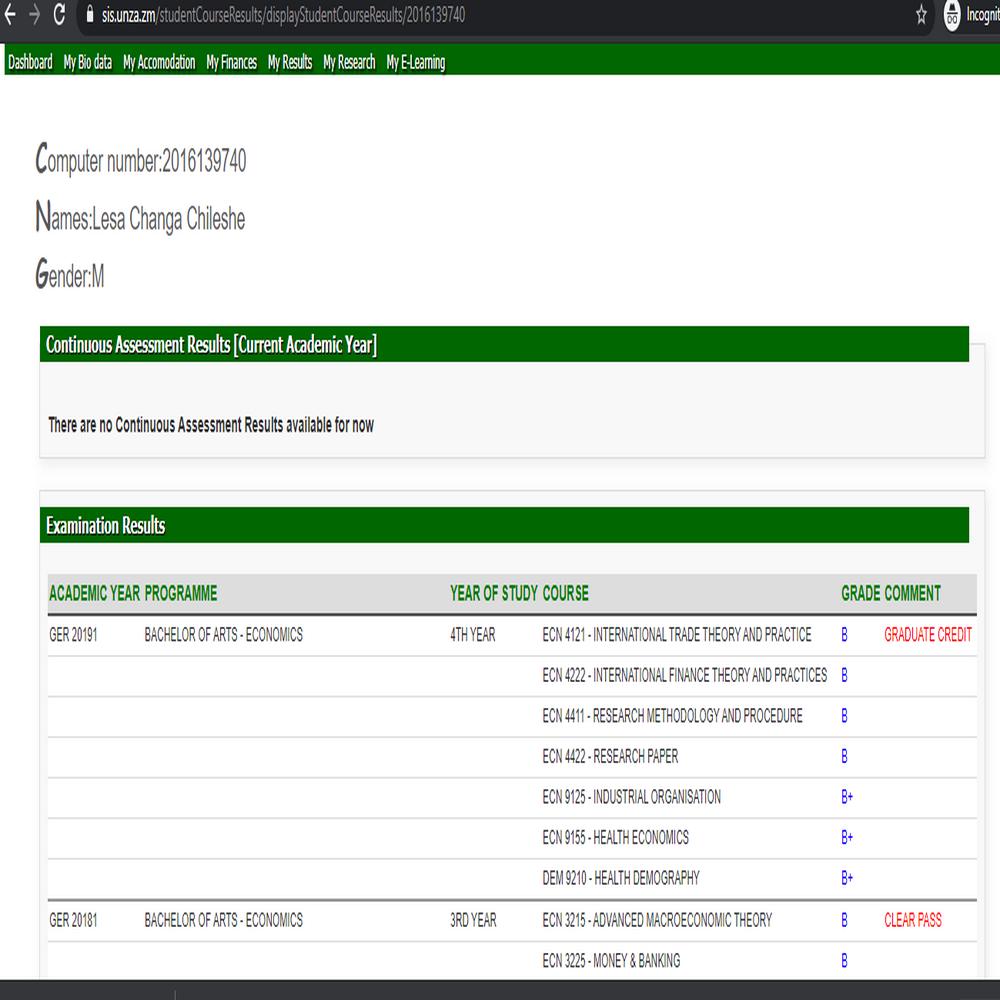 sis.unza.zm/studentCourseResults/displayStudentCourseResults/2016139740
Dashboard My Bio data My Accomodation My Finances My Results My Research My E-Learning
Computer number:2016139740
Names:Lesa Changa Chileshe
Gender:M
Continuous Assessment Results [Current Academic Year]
There are no Continuous Assessment Results available for now
Examination Results
ACADEMIC YEAR PROGRAMME YEAR OF STUDY COURSE GRADE COMMENT
GER 20191 BACHELOR OF ARTS - ECONOMICS 4TH YEAR ECN 4121 - INTERNATIONAL TRADE THEORY AND PRACTICE B GRADUATE CREDIT
ECN 4222 - INTERNATIONAL FINANCE THEORY AND PRACTICES B
ECN 4411 - RESEARCH METHODOLOGY AND PROCEDURE B
ECN 4422 - RESEARCH PAPER B
ECN 9125 - INDUSTRIAL ORGANISATION B+
ECN 9155 - HEALTH ECONOMICS B+
DEM 9210 - HEALTH DEMOGRAPHY B+
GER 20181 BACHELOR OF ARTS - ECONOMICS 3RD YEAR ECN 3215 - ADVANCED MACROECONOMIC THEORY B CLEAR PASS
ECN 3225 - MONEY & BANKING B